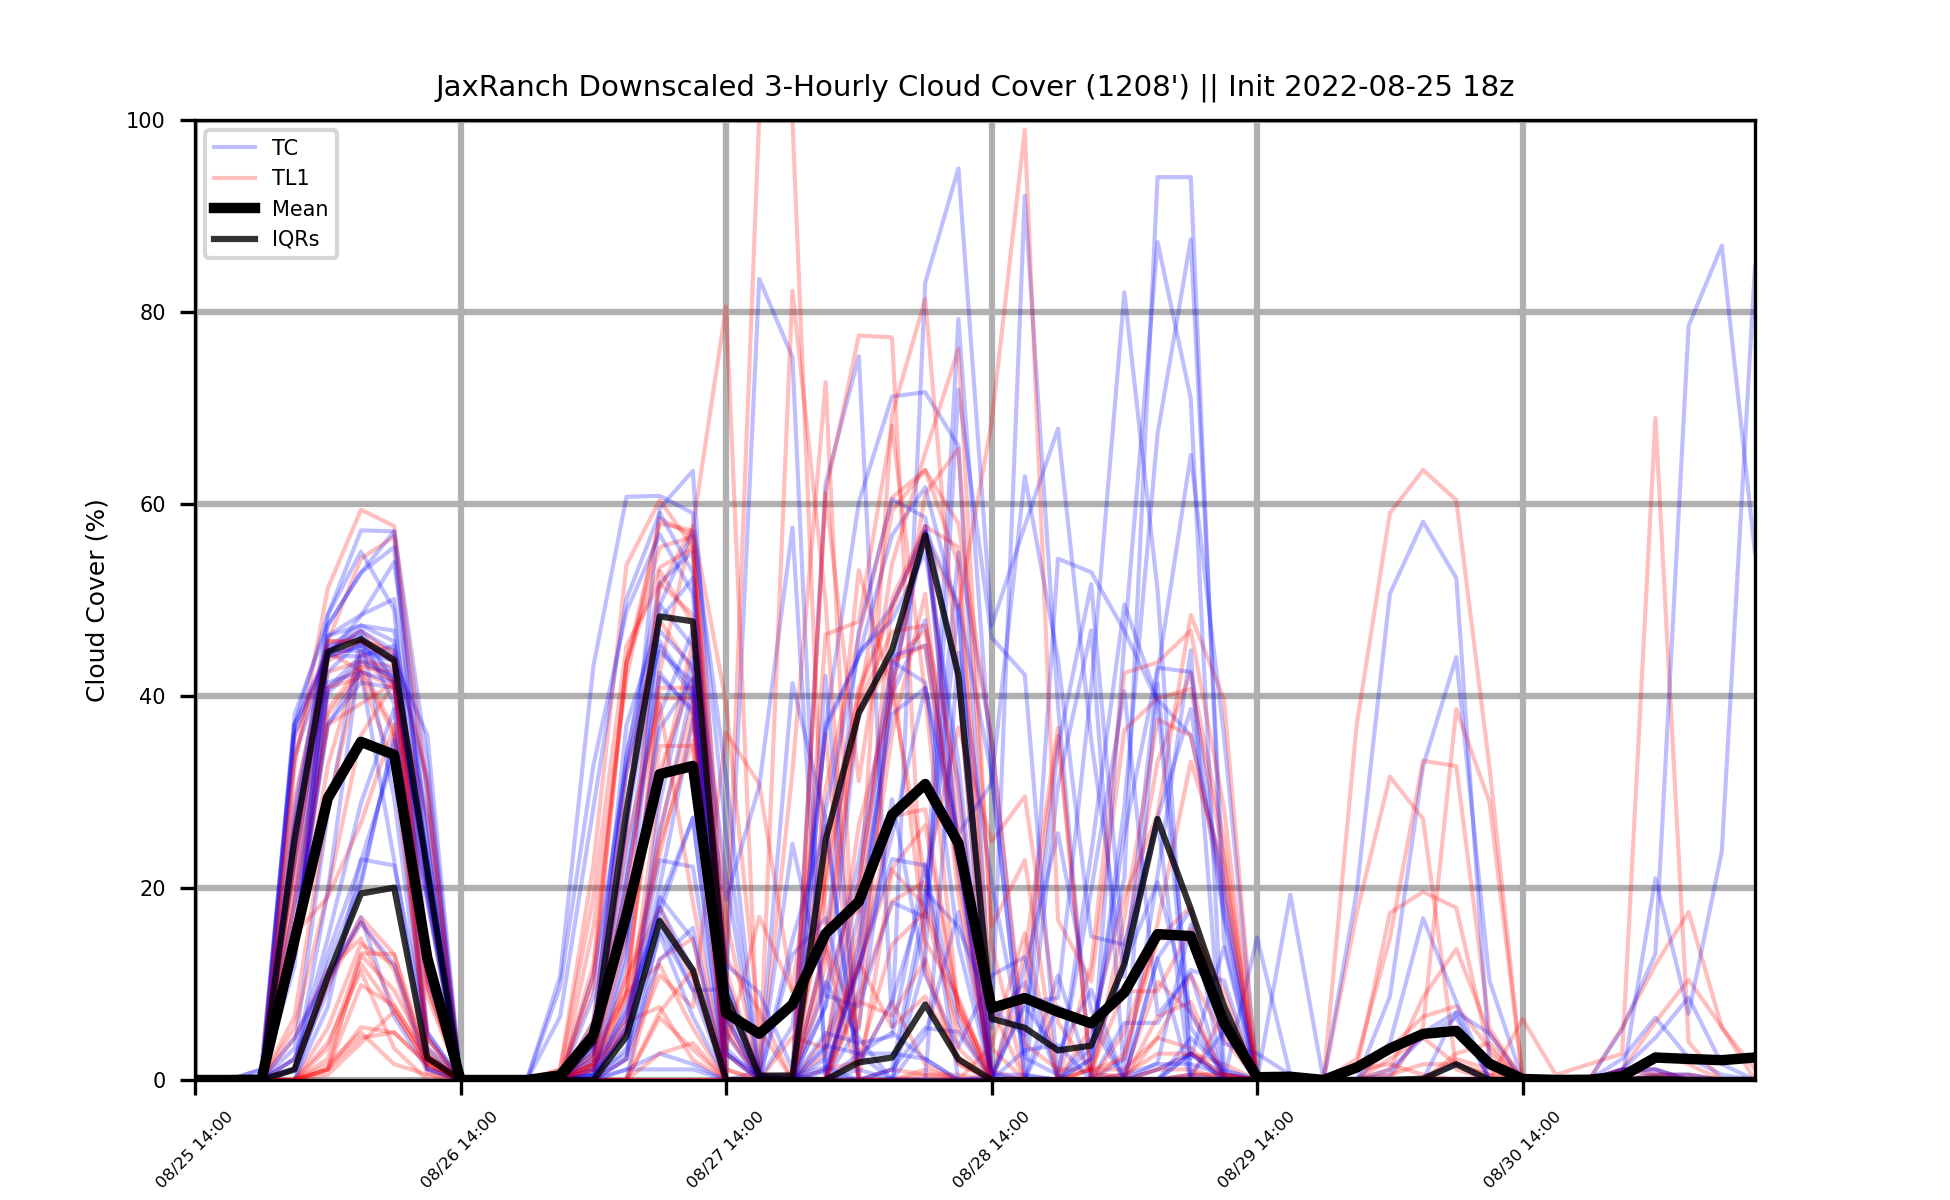 JaxRanch Downscaled 3-Hourly Cloud Cover (1208') || Init 2022-08-25 18z
TC
TL1
Mean
IQRs
Cloud Cover (%)
100
80
60
40
20
0
08/25 14:00
08/26 14:00
08/27 14:00
08/28 14:00
08/29 14:00
08/30 14:00